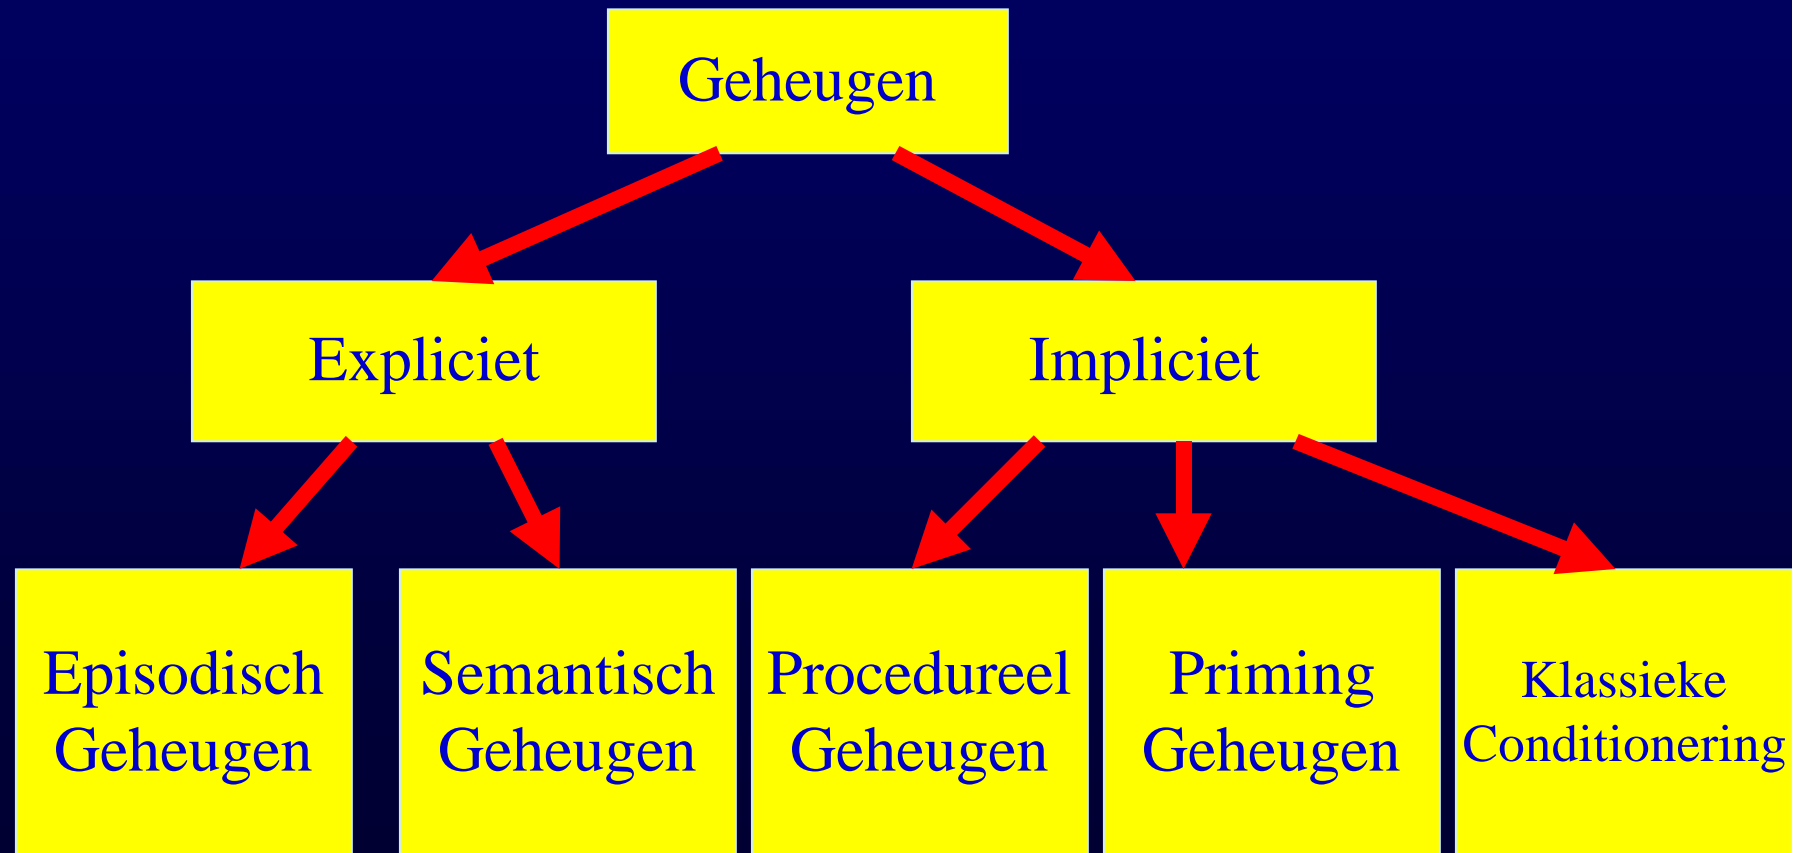 Geheugen
Expliciet
Impliciet
Episodisch
Geheugen
Semantisch
Geheugen
Procedureel
Geheugen
Priming
Geheugen
Klassieke
Conditionering